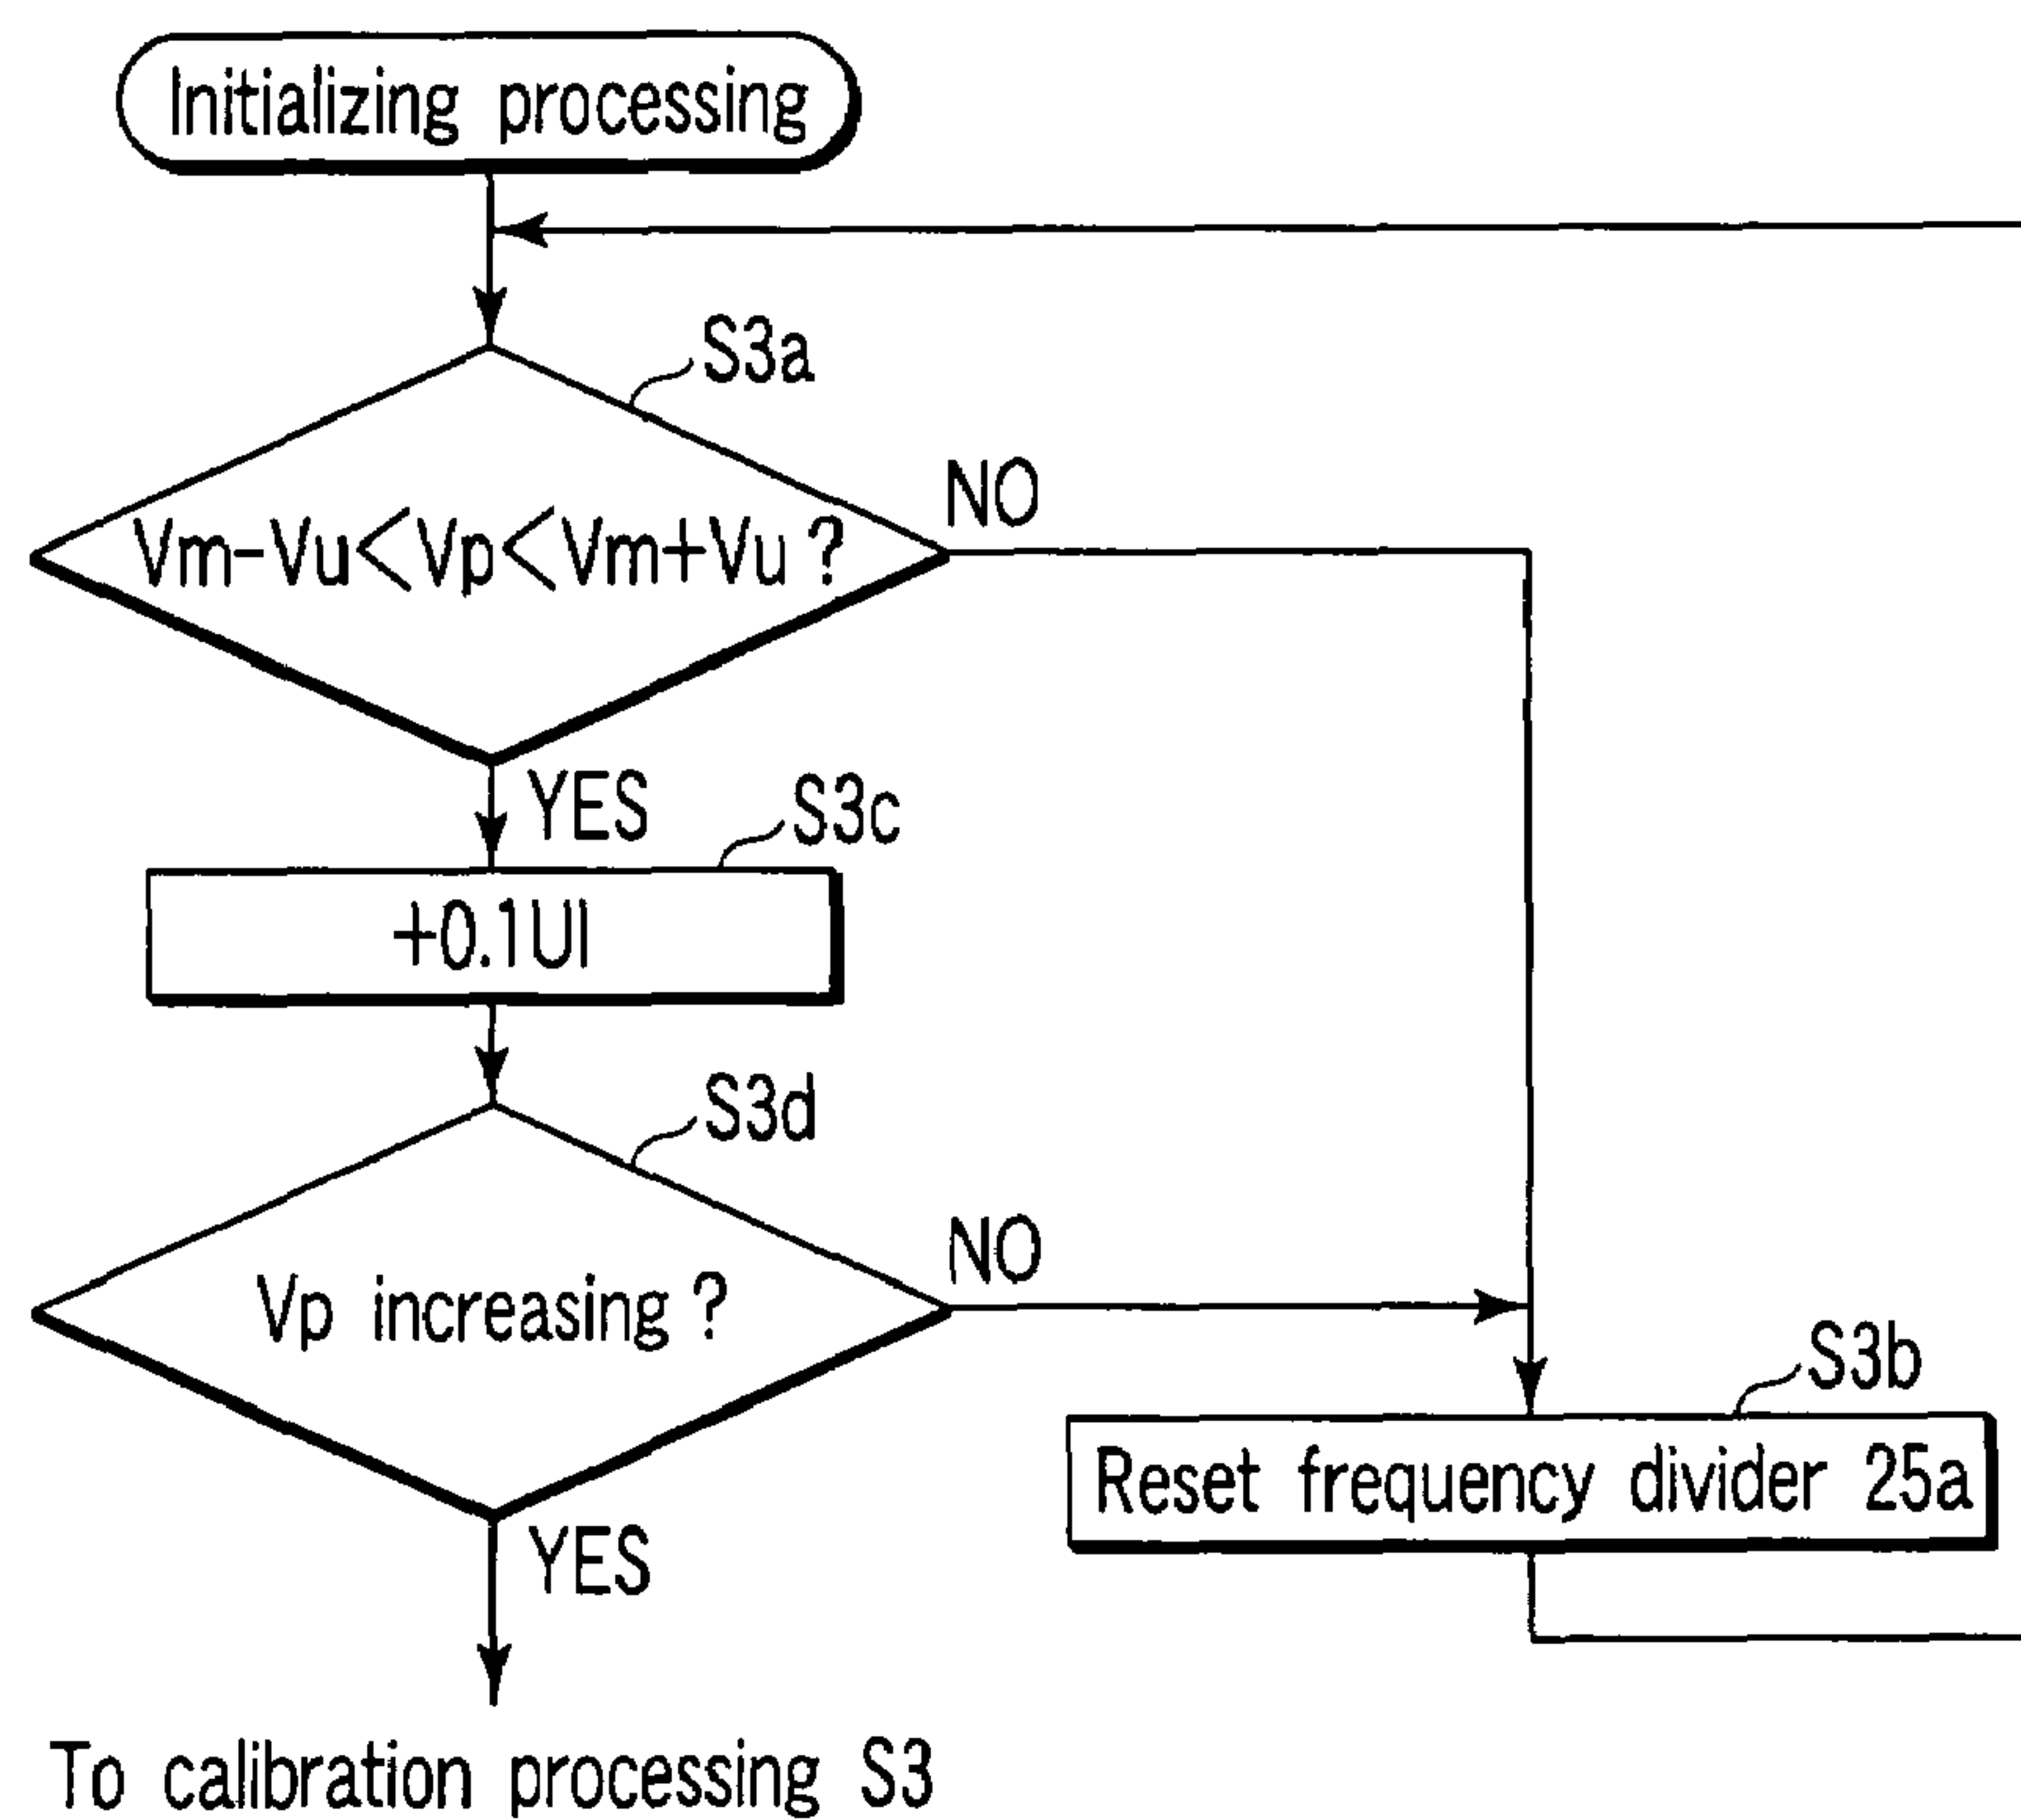 Initializing processing
S3a
Vm-Vu<Vp<Vm+Vu ?
NO
YES
S3c
+0.1UI
S3d
Vp increasing ?
NO
YES
S3b
Reset frequency divider 25a
To calibration processing S3